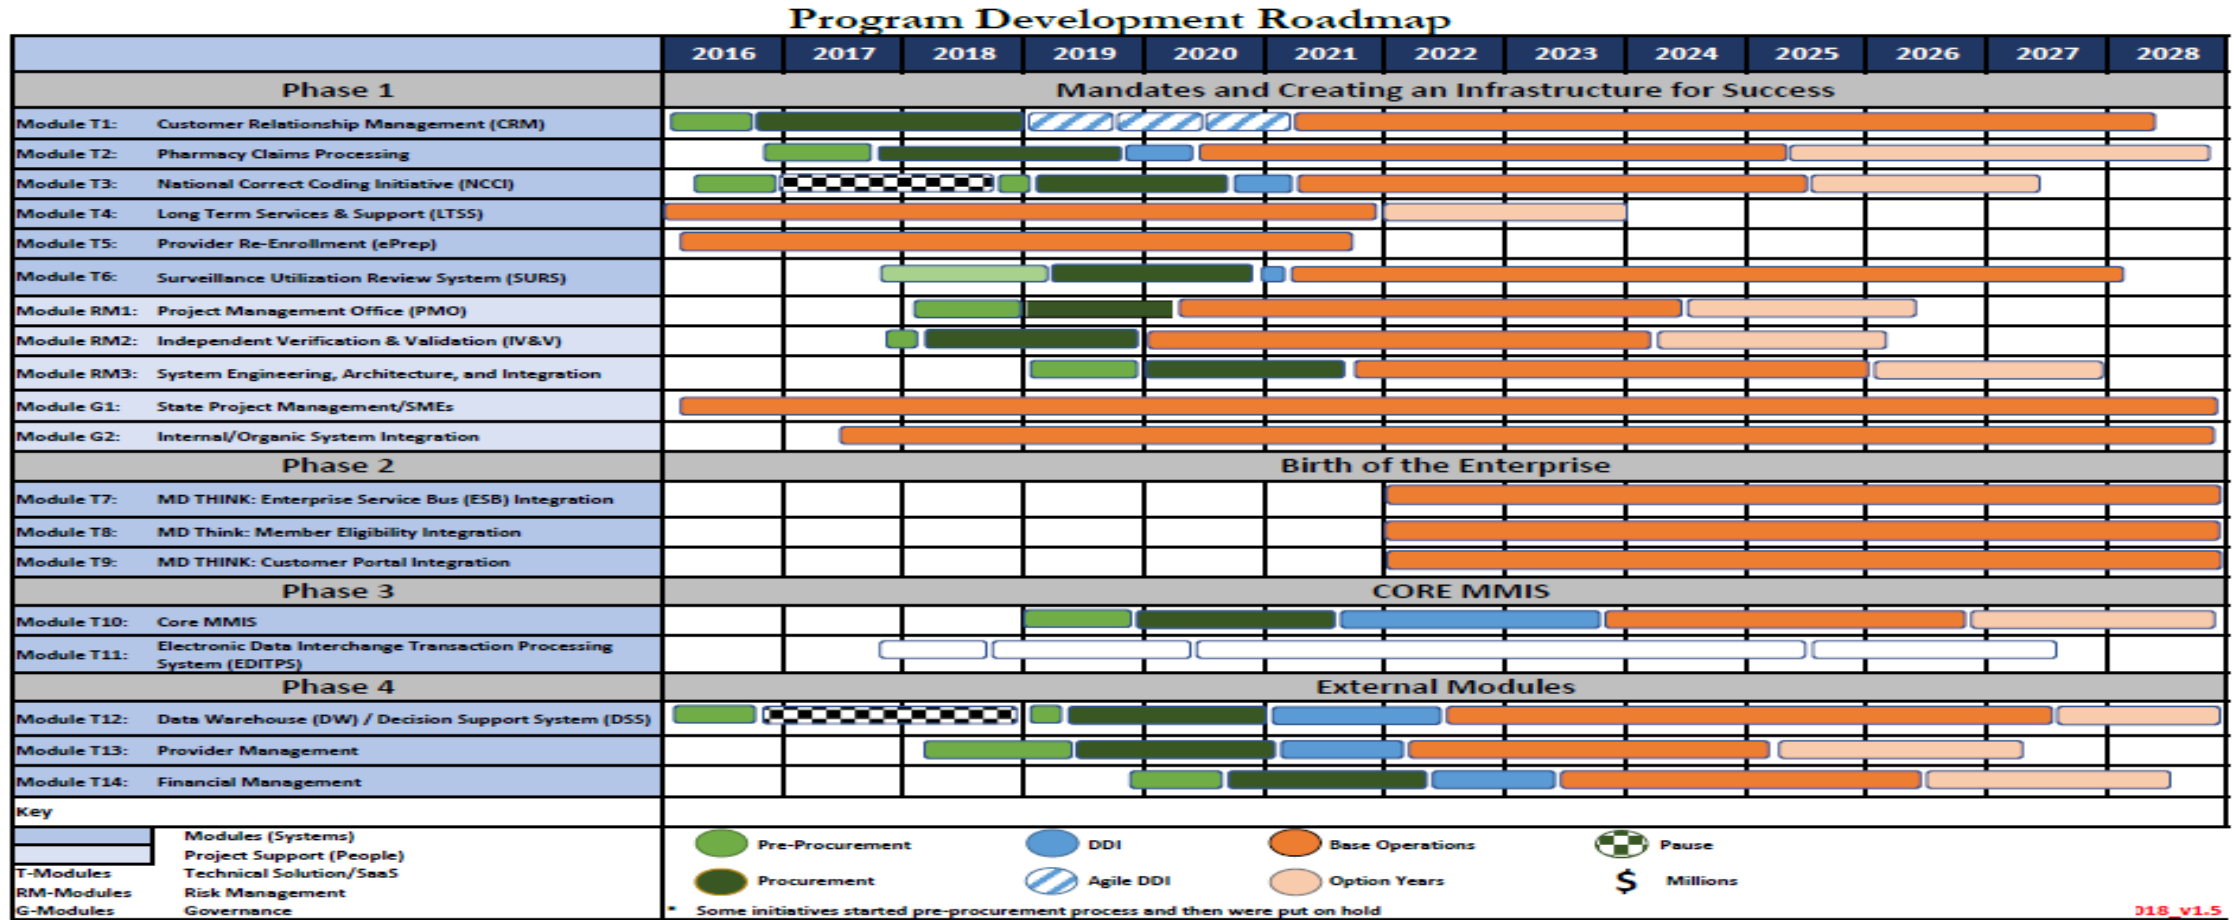 Program Development Roadmap
2016 2017 2018 2019 2020 2021 2022 2023 2024 2025 2026 2027 2028
Phase 1 Mandates and Creating an Infrastructure for Success
Module T1: Customer Relationship Management (CRM)
Module T2: Pharmacy Claims Processing
Module T3: National Correct Coding Initiative (NCCI)
Module T4: Long Term Services & Support (LTSS)
Module T5: Provider Re-Enrollment (ePrep)
Module T6: Surveillance Utilization Review System (SURS)
Module RM1: Project Management Office (PMO)
Module RM2: Independent Verification & Validation (IV&V)
Module RM3: System Engineering, Architecture, and Integration
Module G1: State Project Management/SMEs
Module G2: Internal/Organic System Integration
Phase 2 Birth of the Enterprise
Module T7: MD THINK: Enterprise Service Bus (ESB) Integration
Module T8: MD Think: Member Eligibility Integration
Module T9: MD THINK: Customer Portal Integration
Phase 3 CORE MMIS
Module T10: Core MMIS
Module T11: Electronic Data Interchange Transaction Processing
System (EDITPS)
Phase 4 External Modules
Module T12: Data Warehouse (DW) / Decision Support System (DSS)
Module T13: Provider Management
Module T14: Financial Management
Key
Modules (Systems)
Project Support (People)
T-Modules Technical Solution/SaaS
RM-Modules Risk Management
G-Modules Governance
Pre-Procurement DDI Base Operations Pause
Procurement Agile DDI Option Years $ Millions
* Some initiatives started pre-procurement process and then were put on hold
018_v1.5